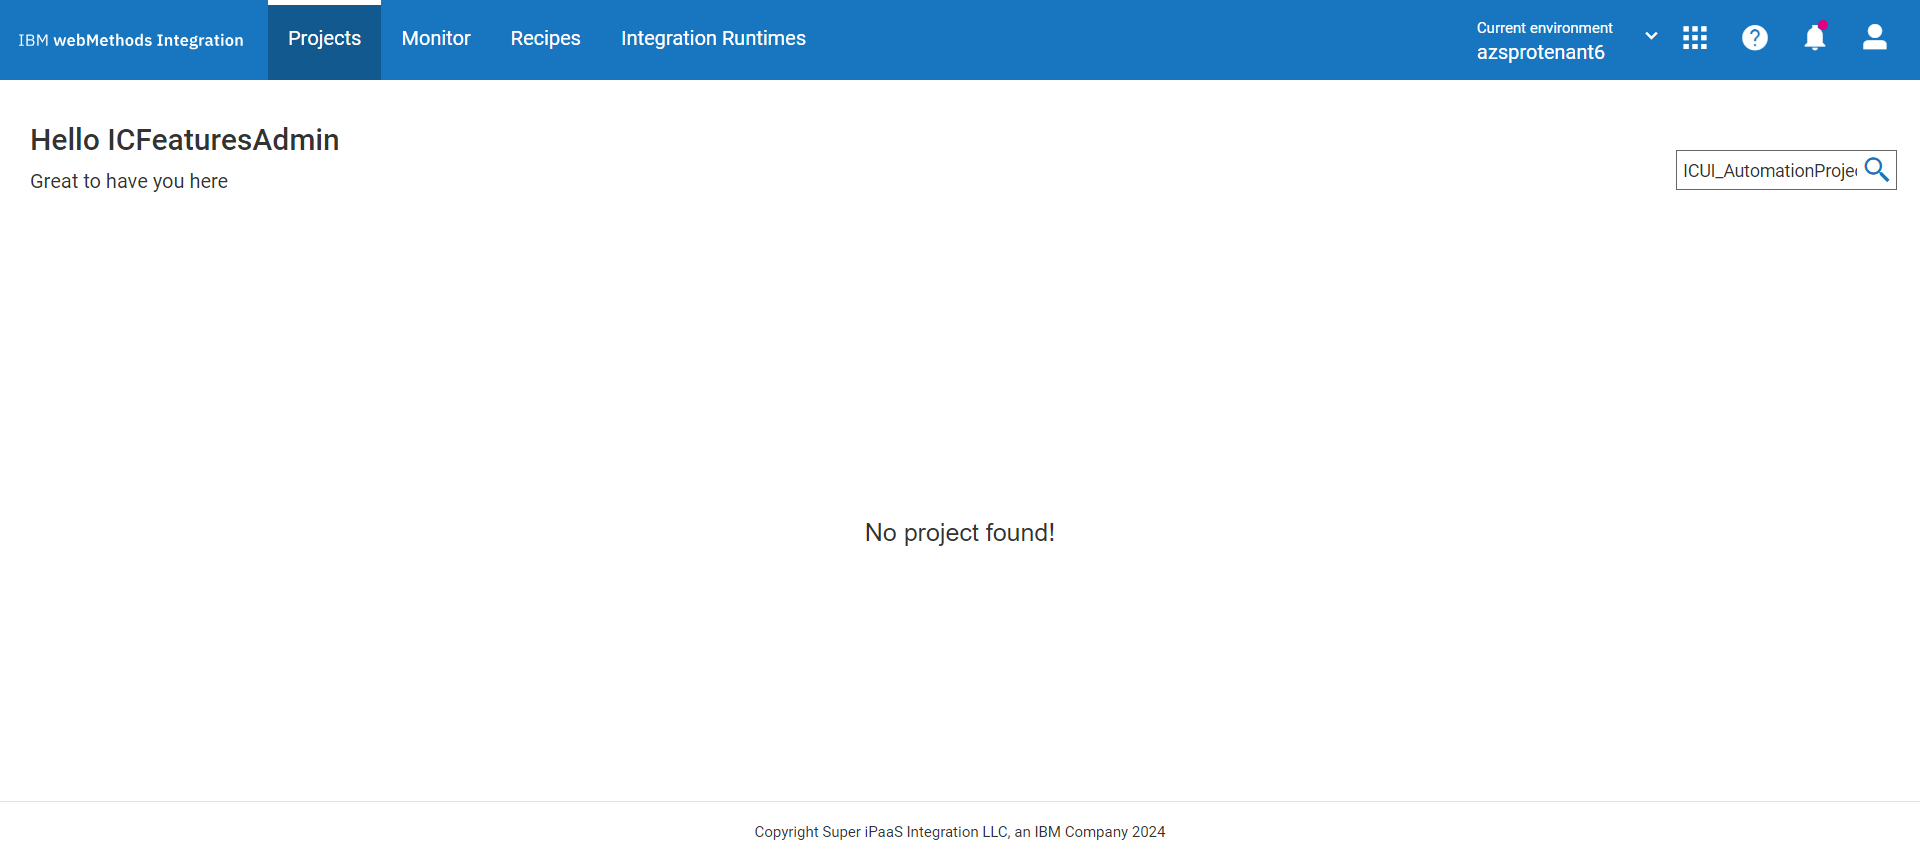 IBM webMethods Integration
Projects
Monitor
Recipes
Integration Runtimes
Current environment
azsprotenant6
Hello ICFeaturesAdmin
Great to have you here
ICUI_AutomationProjec
No project found!
Copyright Super iPaaS Integration LLC, an IBM Company 2024